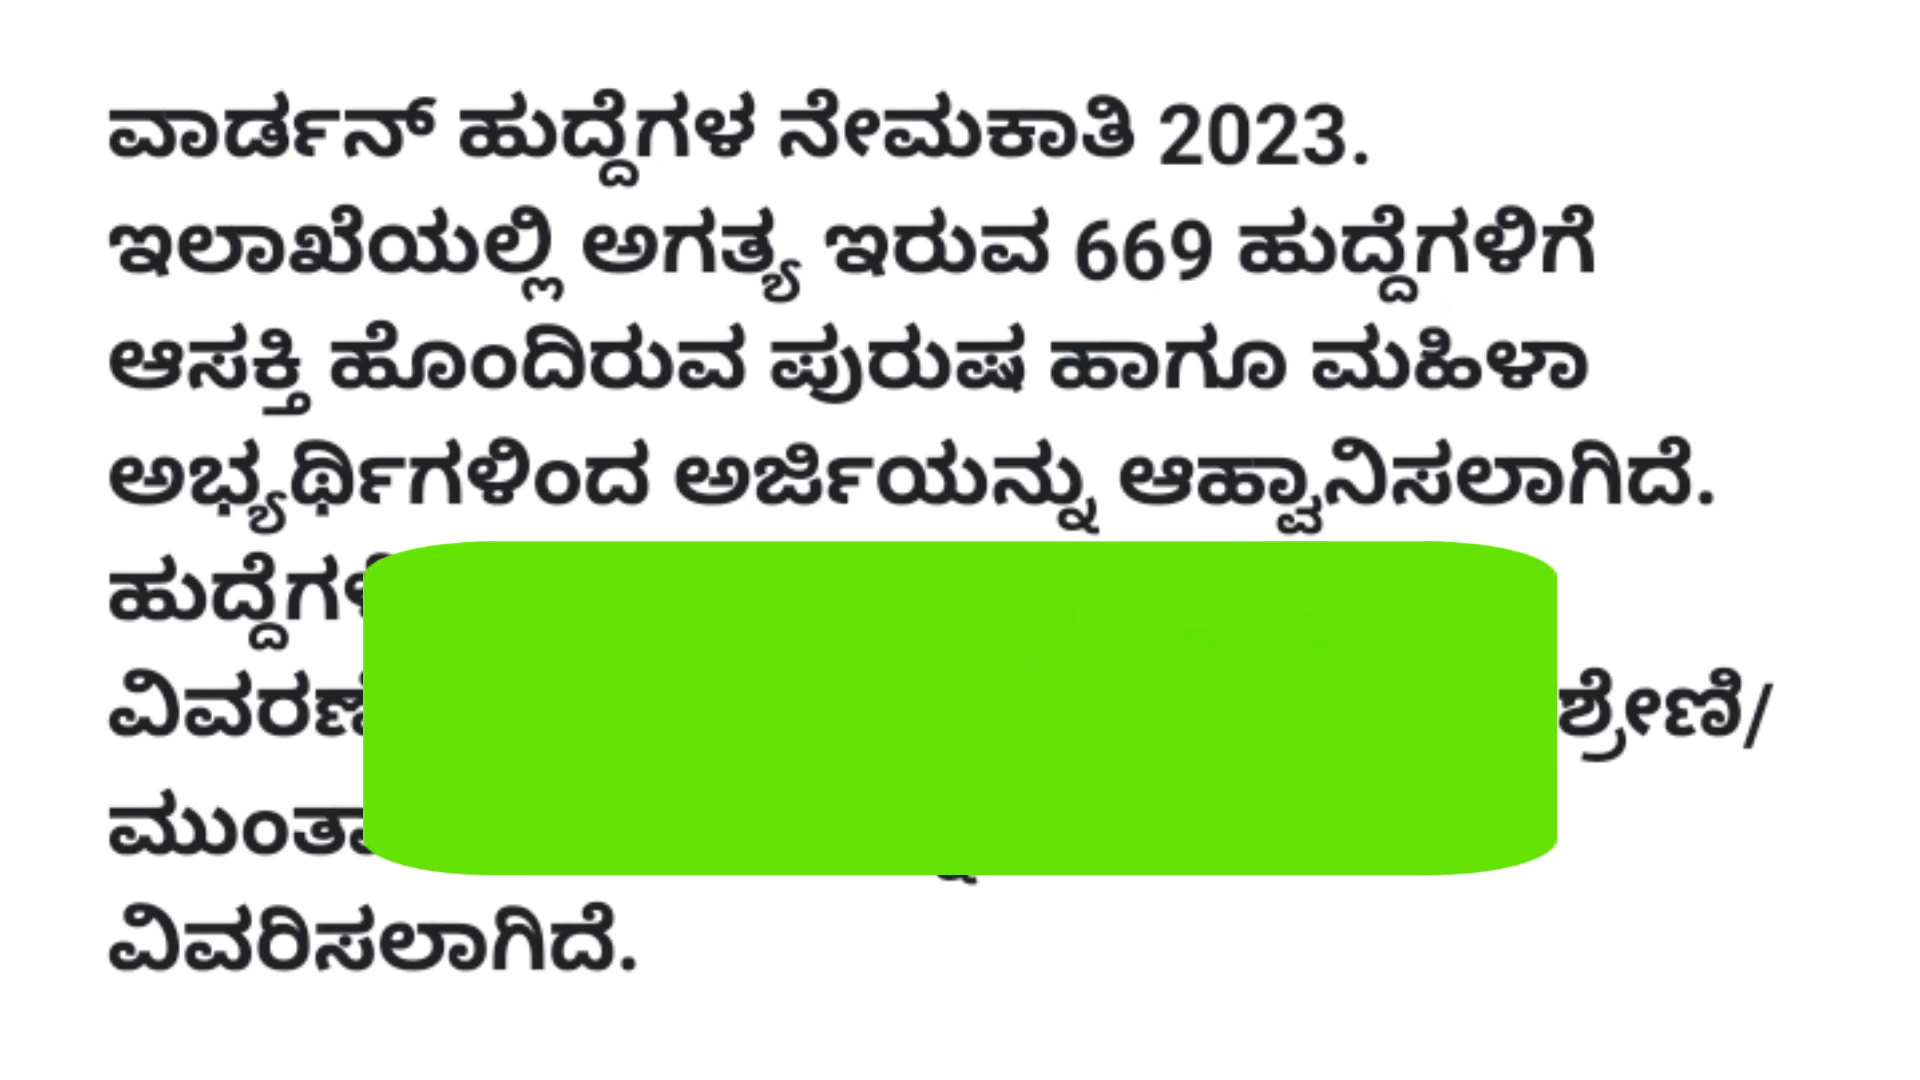 ವಾರ್ಡನ್ ಹುದ್ದೆಗಳ ನೇಮಕಾತಿ 2023.
ಇಲಾಖೆಯಲ್ಲಿ ಅಗತ್ಯ ಇರುವ 669 ಹುದ್ದೆಗಳಿಗೆ
ಆಸಕ್ತಿ ಹೊಂದಿರುವ ಪುರುಷ ಹಾಗೂ ಮಹಿಳಾ
ಅಭ್ಯರ್ಥಿಗಳಿಂದ ಅರ್ಜಿಯನ್ನು ಆಹ್ವಾನಿಸಲಾಗಿದೆ.
ಶ್ರೇಣಿ/
ವಿವರಿಸಲಾಗಿದೆ.